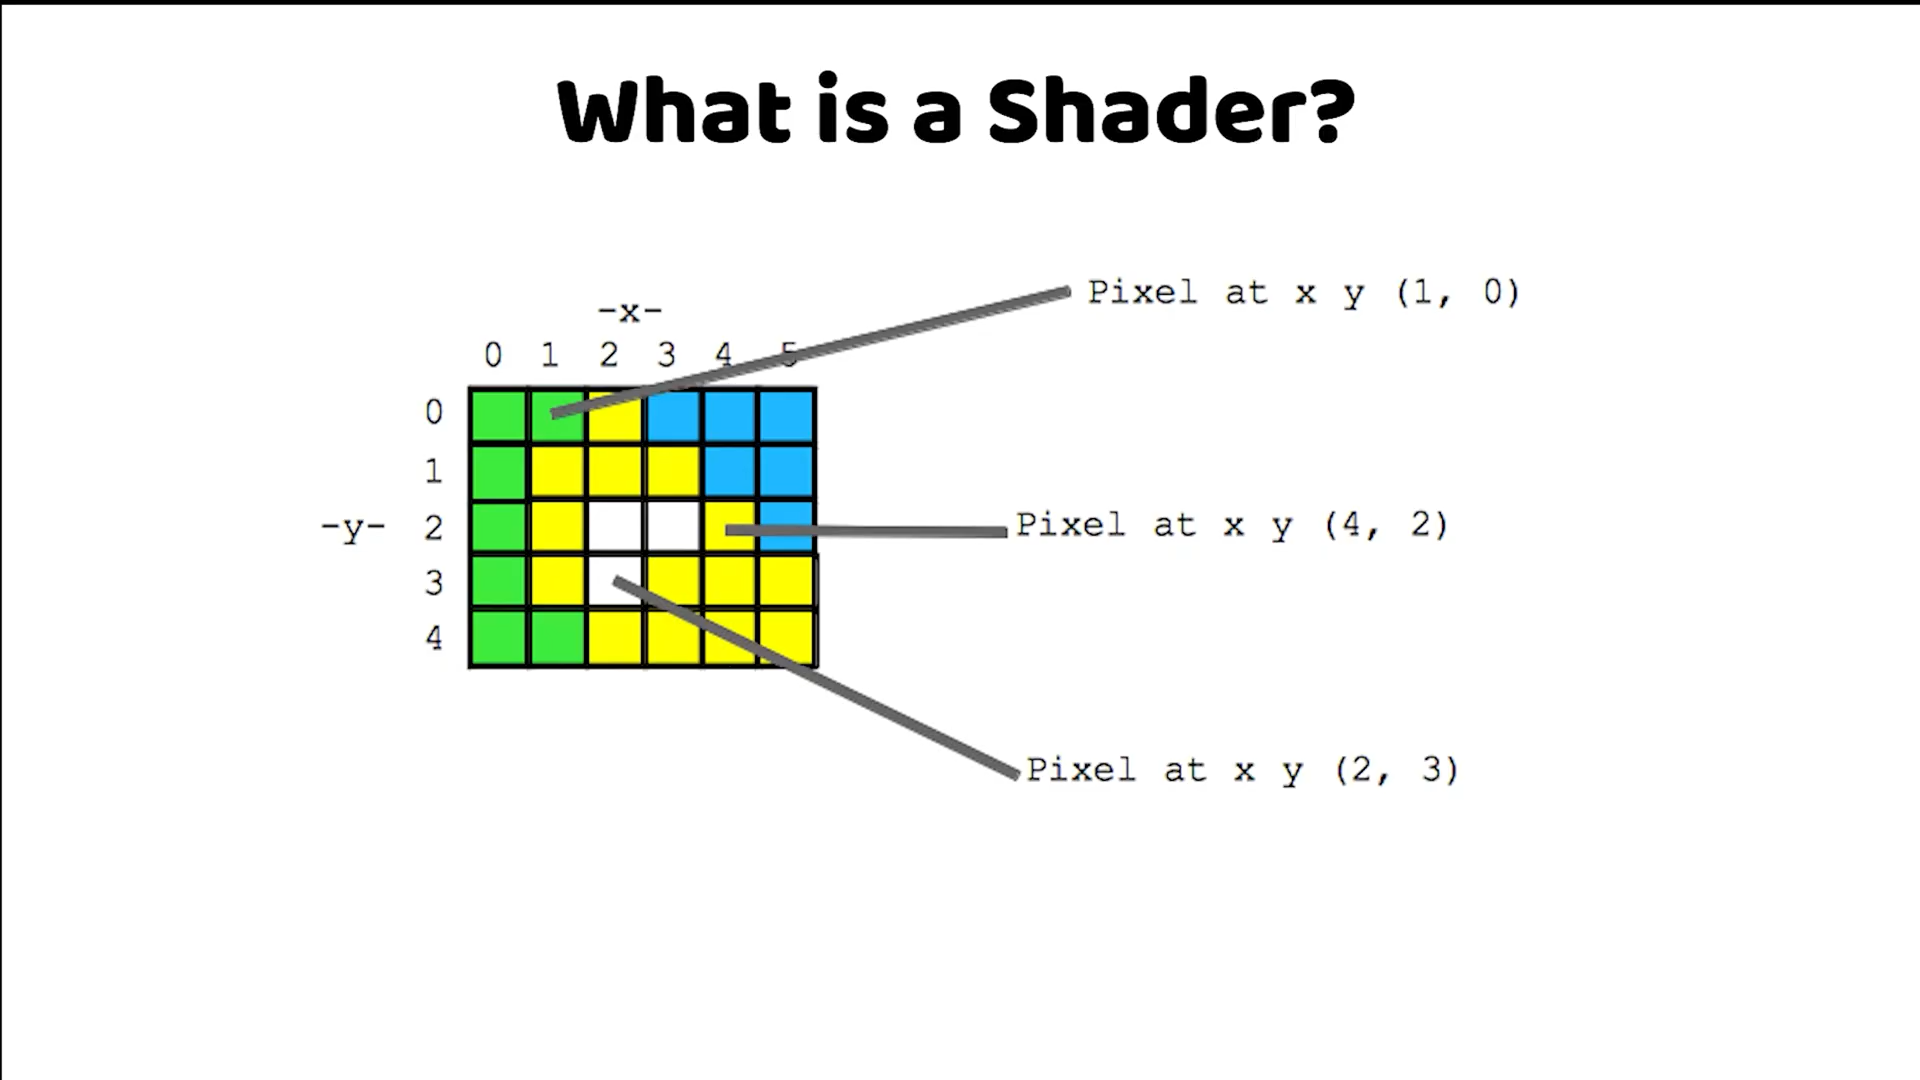 What is a Shader?
Pixel at x y (1, 0)
-x-
0 1 2 3 4 5
0
1
-y- 2
Pixel at x y (4, 2)
3
4
Pixel at x y (2, 3)